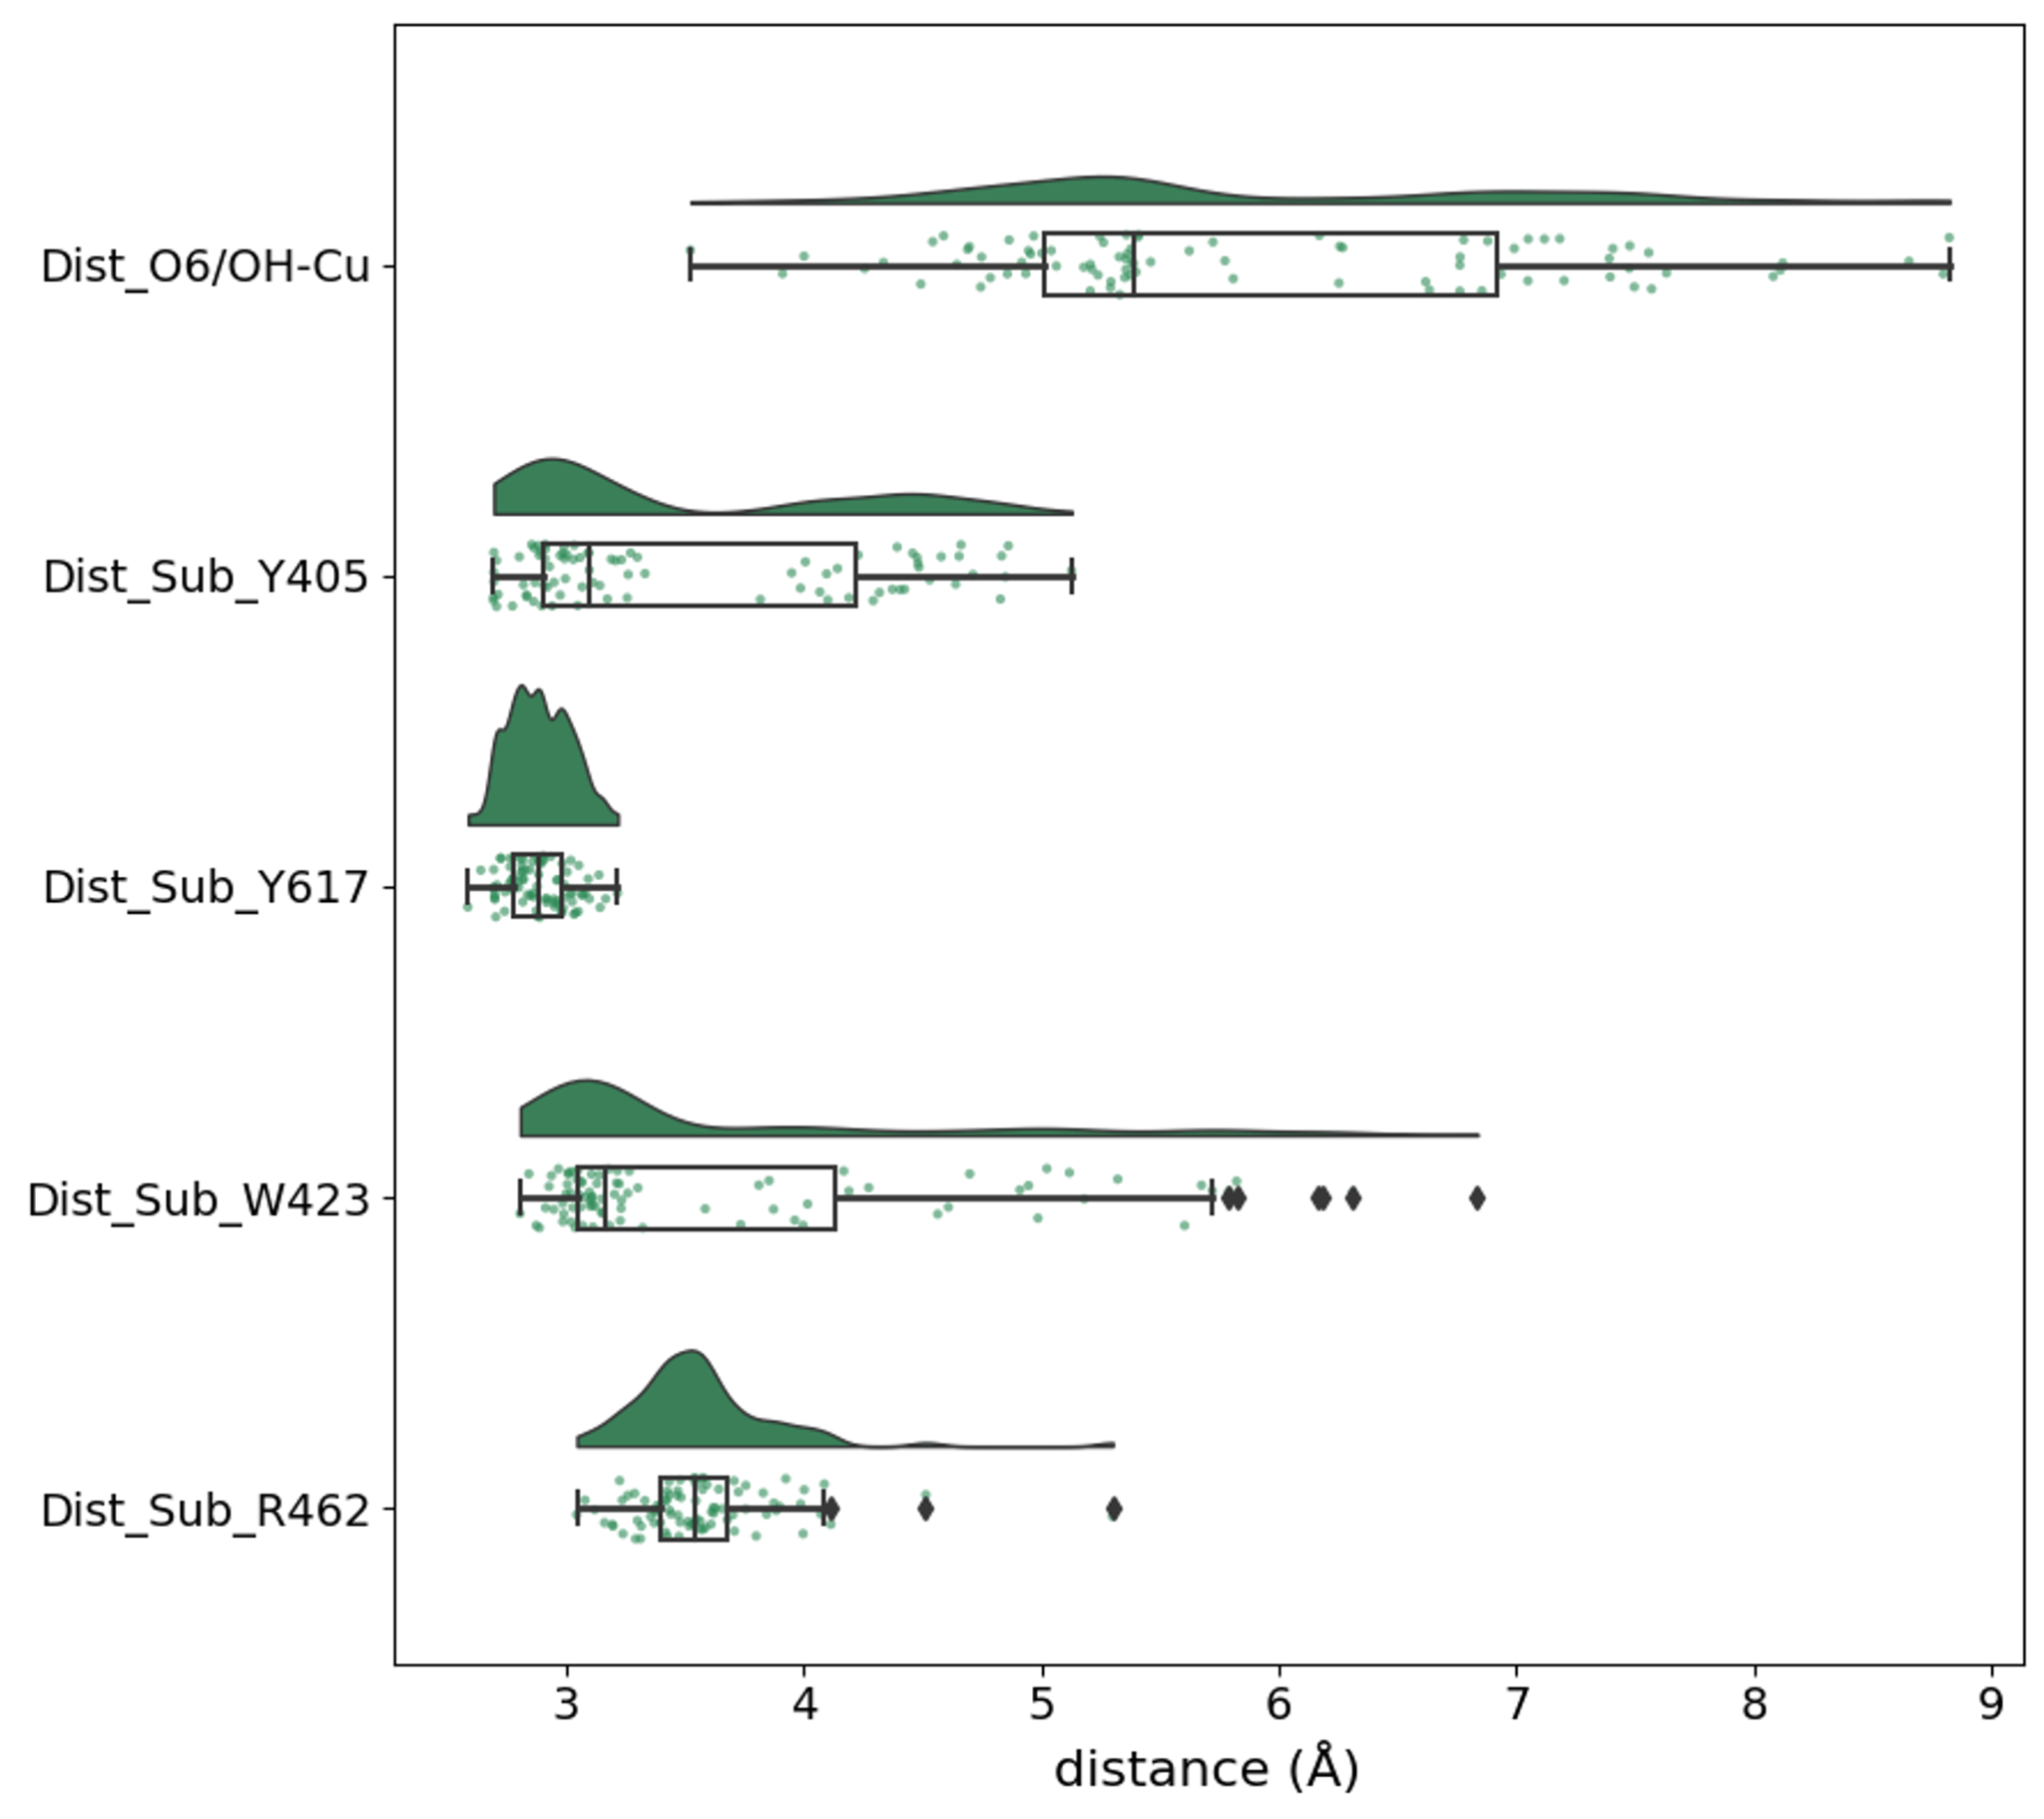 Dist_O6/OH-Cu
Dist_Sub_Y405
Dist_Sub_Y617
Dist_Sub_W423
Dist_Sub_R462
3 4 5 6 7 8 9
distance (Å)